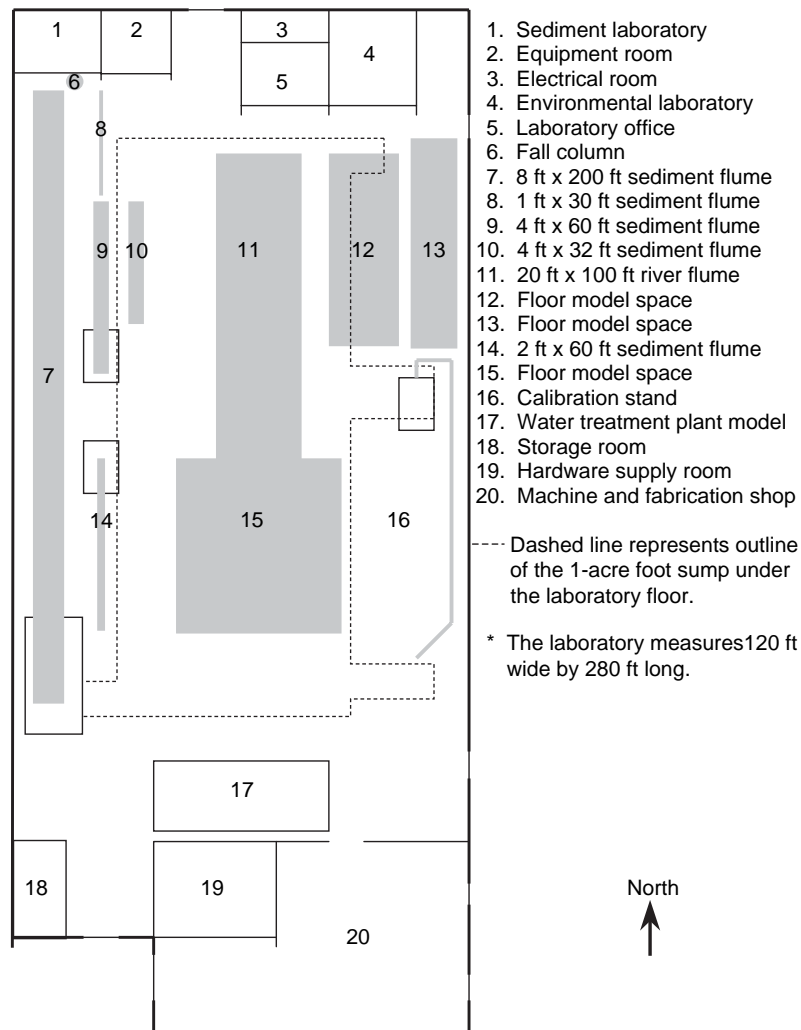 1
2
3
4
5
6
7
8
9
10
11
12
13
14
15
16
17
18
19
20
1. Sediment laboratory
2. Equipment room
3. Electrical room
4. Environmental laboratory
5. Laboratory office
6. Fall column
7. 8 ft x 200 ft sediment flume
8. 1 ft x 30 ft sediment flume
9. 4 ft x 60 ft sediment flume
10. 4 ft x 32 ft sediment flume
11. 20 ft x 100 ft river flume
12. Floor model space
13. Floor model space
14. 2 ft x 60 ft sediment flume
15. Floor model space
16. Calibration stand
17. Water treatment plant model
18. Storage room
19. Hardware supply room
20. Machine and fabrication shop
Dashed line represents outline
of the 1-acre foot sump under
the laboratory floor.
* The laboratory measures120 ft
wide by 280 ft long.
North